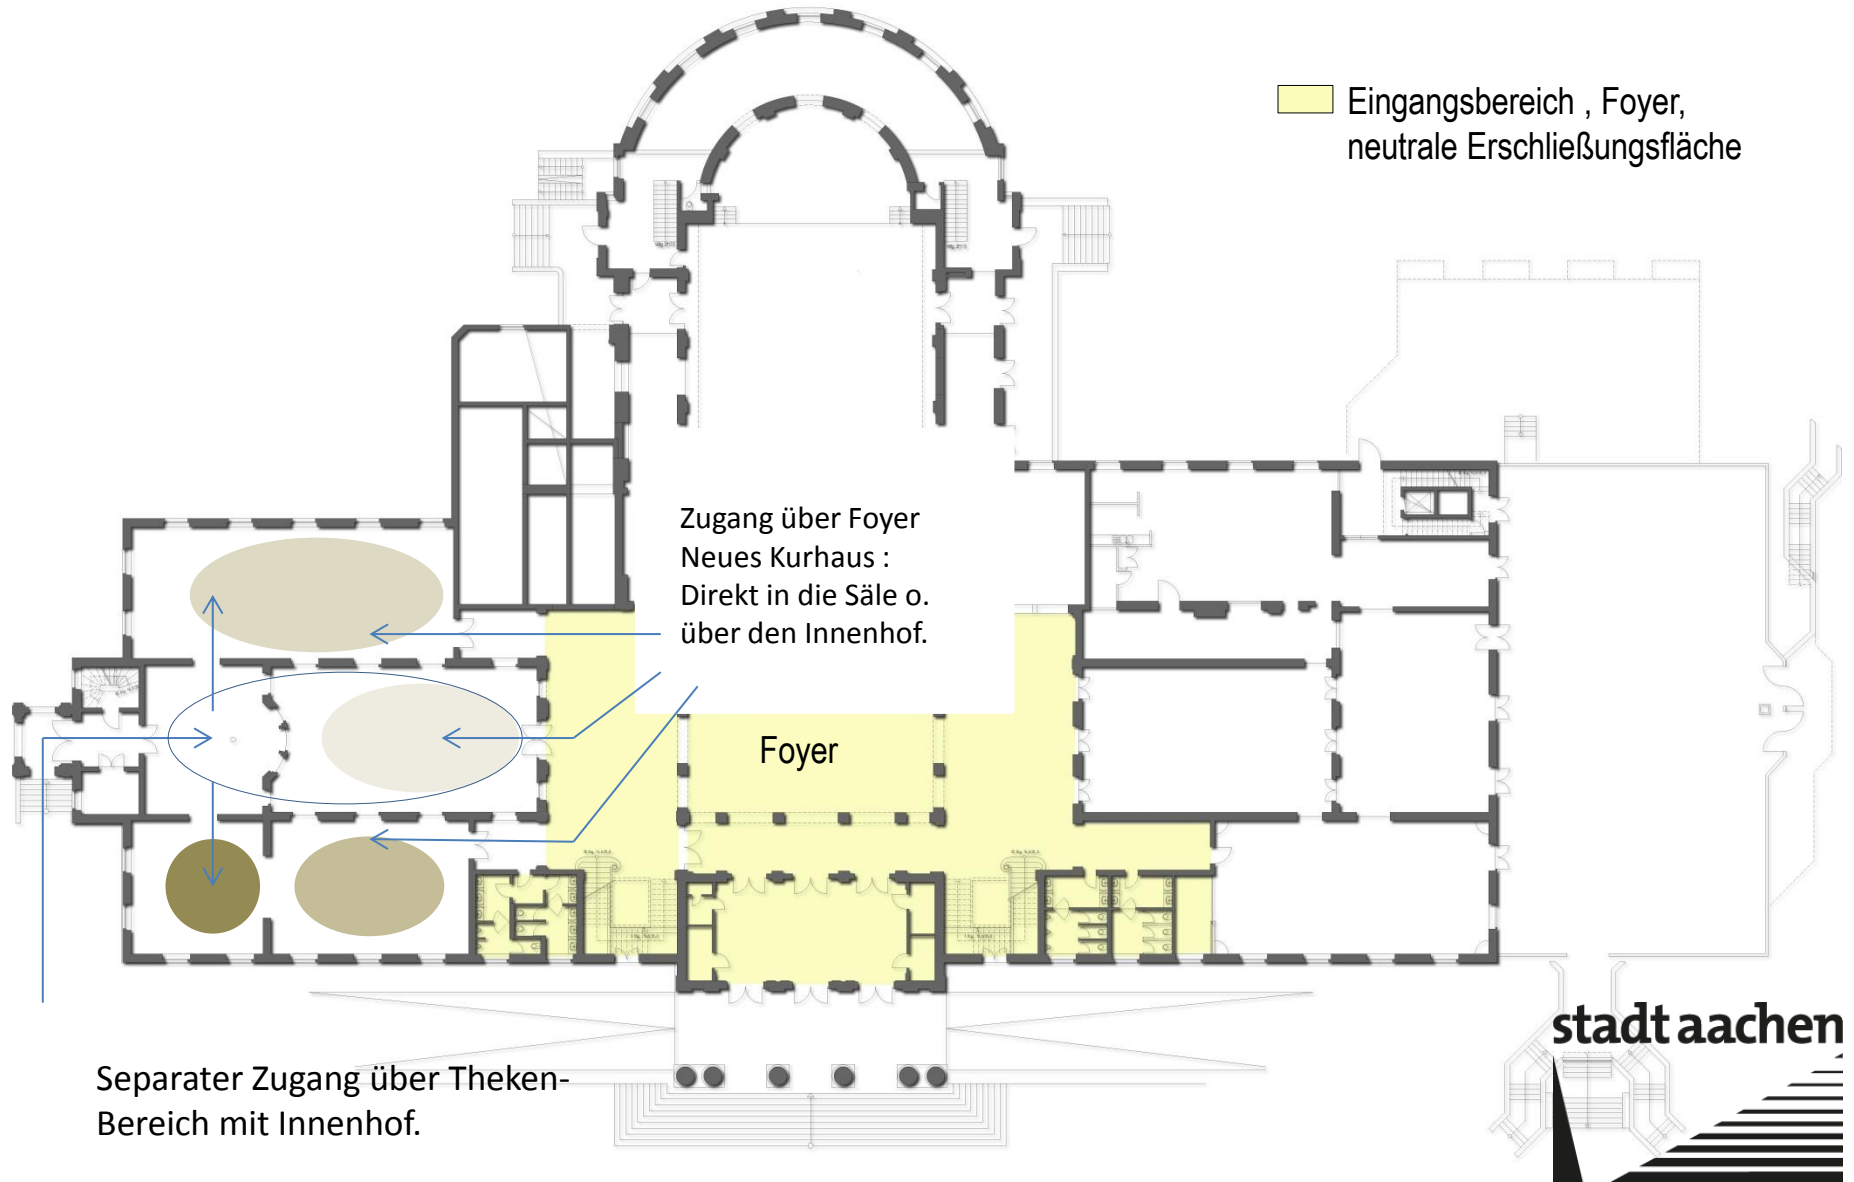 Eingangsbereich , Foyer,
neutrale Erschließungsfläche
Zugang über Foyer
Neues Kurhaus :
Direkt in die Säle o.
über den Innenhof.
Foyer
stadt aachen
Separater Zugang über Theken-
Bereich mit Innenhof.